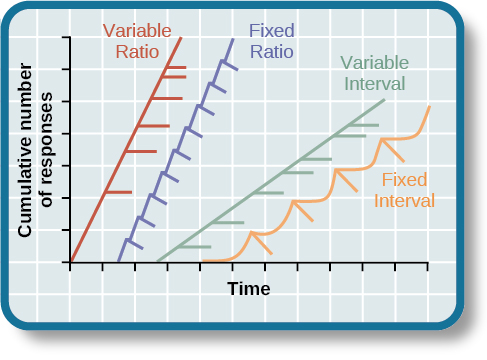 Variable
Ratio
Fixed
Ratio
Variable
Interval
Fixed
Interval
Cumulative number
of responses
Time